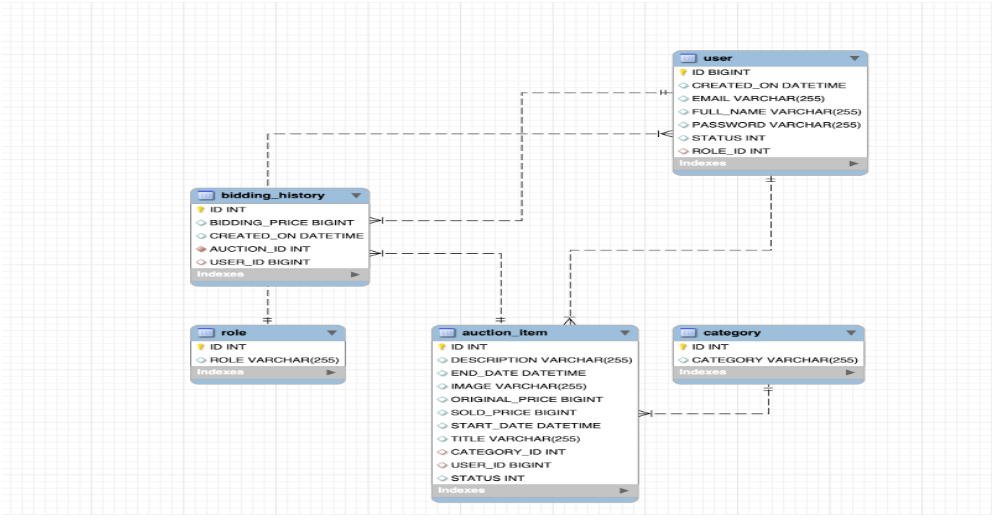 user
ID BIGINT
CREATED_ON DATETIME
EMAIL VARCHAR(255)
FULL_NAME VARCHAR(255)
PASSWORD VARCHAR(255)
STATUS INT
ROLE_ID INT
Indexes
bidding_history
ID INT
BIDDING_PRICE BIGINT
CREATED_ON DATETIME
AUCTION_ID INT
USER_ID BIGINT
Indexes
role
ID INT
ROLE VARCHAR(255)
Indexes
auction_item
ID INT
DESCRIPTION VARCHAR(255)
END_DATE DATETIME
IMAGE VARCHAR(255)
ORIGINAL_PRICE BIGINT
SOLD_PRICE BIGINT
START_DATE DATETIME
TITLE VARCHAR(255)
CATEGORY_ID INT
USER_ID BIGINT
STATUS INT
Indexes
category
ID INT
CATEGORY VARCHAR(255)
Indexes